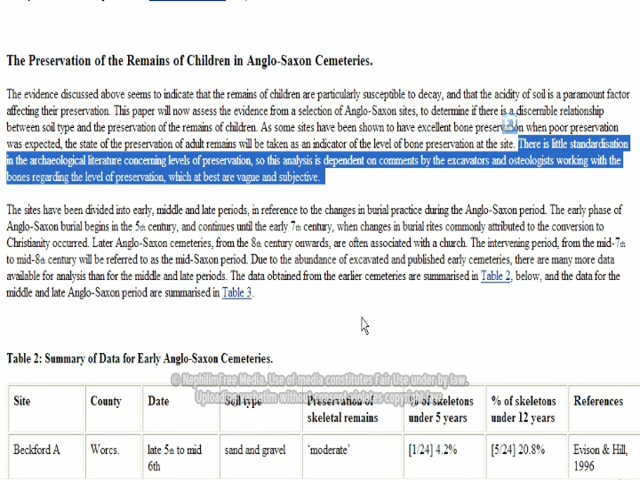 The Preservation of the Remains of Children in Anglo-Saxon Cemeteries.
The evidence discussed above seems to indicate that the remains of children are particularly susceptible to decay, and that the acidity of soil is a paramount factor
affecting their preservation. This paper will now assess the evidence from a selection of Anglo-Saxon sites, to determine if there is a discernible relationship
between soil type and the preservation of the remains of children. As some sites have been shown to have excellent bone preservation when poor preservation
was expected, the state of the preservation of adult remains will be taken as an indicator of the level of bone preservation at the site. There is little standardisation
in the archaeological literature concerning levels of preservation, so this analysis is dependent on comments by the excavators and osteologists working with the
bones regarding the level of preservation, which at best are vague and subjective.
The sites have been divided into early, middle and late periods, in reference to the changes in burial practice during the Anglo-Saxon period. The early phase of
Anglo-Saxon burial begins in the 5th century, and continues until the early 7th century, when changes in burial rites commonly attributed to the conversion to
Christianity occurred. Later Anglo-Saxon cemeteries, from the 8th century onwards, are often associated with a church. The intervening period, from the mid-7th
to mid-8th century will be referred to as the mid-Saxon period. Due to the abundance of excavated and published early cemeteries, there are many more data
available for analysis than for the middle and late periods. The data obtained from the earlier cemeteries are summarised in Table 2, below, and the data for the
middle and late Anglo-Saxon period are summarised in Table 3.
Table 2: Summary of Data for Early Anglo-Saxon Cemeteries.
© NephilimFree Media. Use of media constitutes Fair Use under by law.
Site County Date Soil type Preservation of skeletal remains % of skeletons under 5 years % of skeletons under 12 years References
Beckford A Worcs. late 5th to mid 6th sand and gravel 'moderate' [1/24] 4.2% [5/24] 20.8% Evison & Hill, 1996